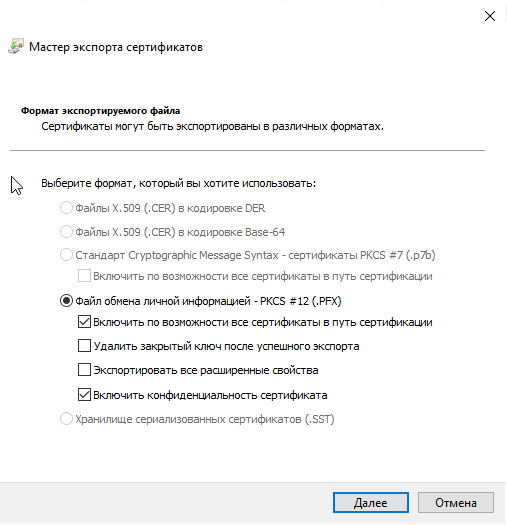 Мастер экспорта сертификатов
Формат экспортируемого файла
Сертификаты могут быть экспортированы в различных форматах.
Выберите формат, который вы хотите использовать:
Файлы X.509 (.CER) в кодировке DER
Файлы X.509 (.CER) в кодировке Base-64
Стандарт Cryptographic Message Syntax - сертификаты PKCS #7 (.p7b)
Включить по возможности все сертификаты в путь сертификации
Файл обмена личной информацией - PKCS #12 (.PFX)
Включить по возможности все сертификаты в путь сертификации
Удалить закрытый ключ после успешного экспорта
Экспортировать все расширенные свойства
Включить конфиденциальность сертификата
Хранилище сериализованных сертификатов (.SST)
Далее Отмена